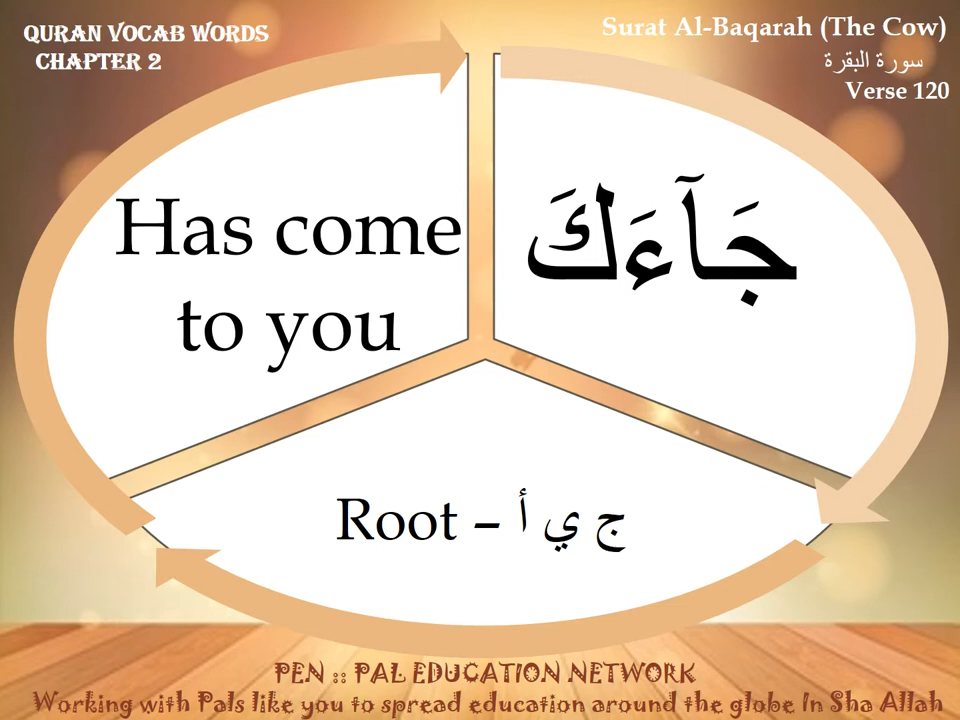 QURAN VOCAB WORDS
CHAPTER 2
Surat Al-Baqarah (The Cow)
سورة البقرة
Verse 120
Has come
to you
جَآءَكَ
Root – ج ي أ
PEN :: PAL EDUCATION NETWORK
Working with Pals like you to spread education around the globe In Sha Allah